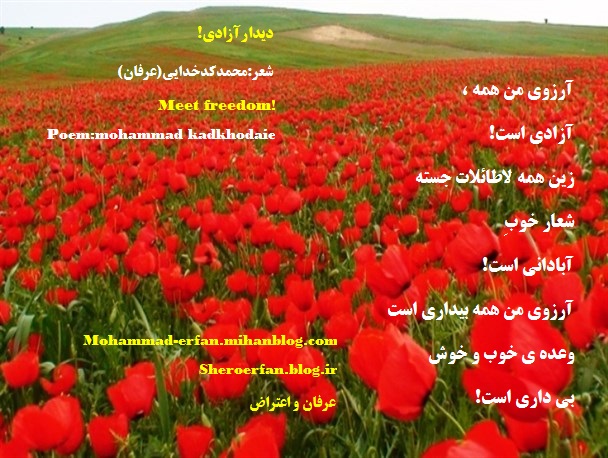 دیدار آزادی!
شعر:محمدکدخدایی(عرفان)
Meet freedom!
Poem:mohammad kadkhodaie
آرزوی من همه ،
آزادی است!
زین همه لاطائلات جسته
شعار خوبِ
آبادانی است!
آرزوی من همه بیداری است
وعده ی خوب و خوش
بی داری است!
Mohammad-erfan.mihanblog.com
Sheroerfan.blog.ir
عرفان و اعتراض